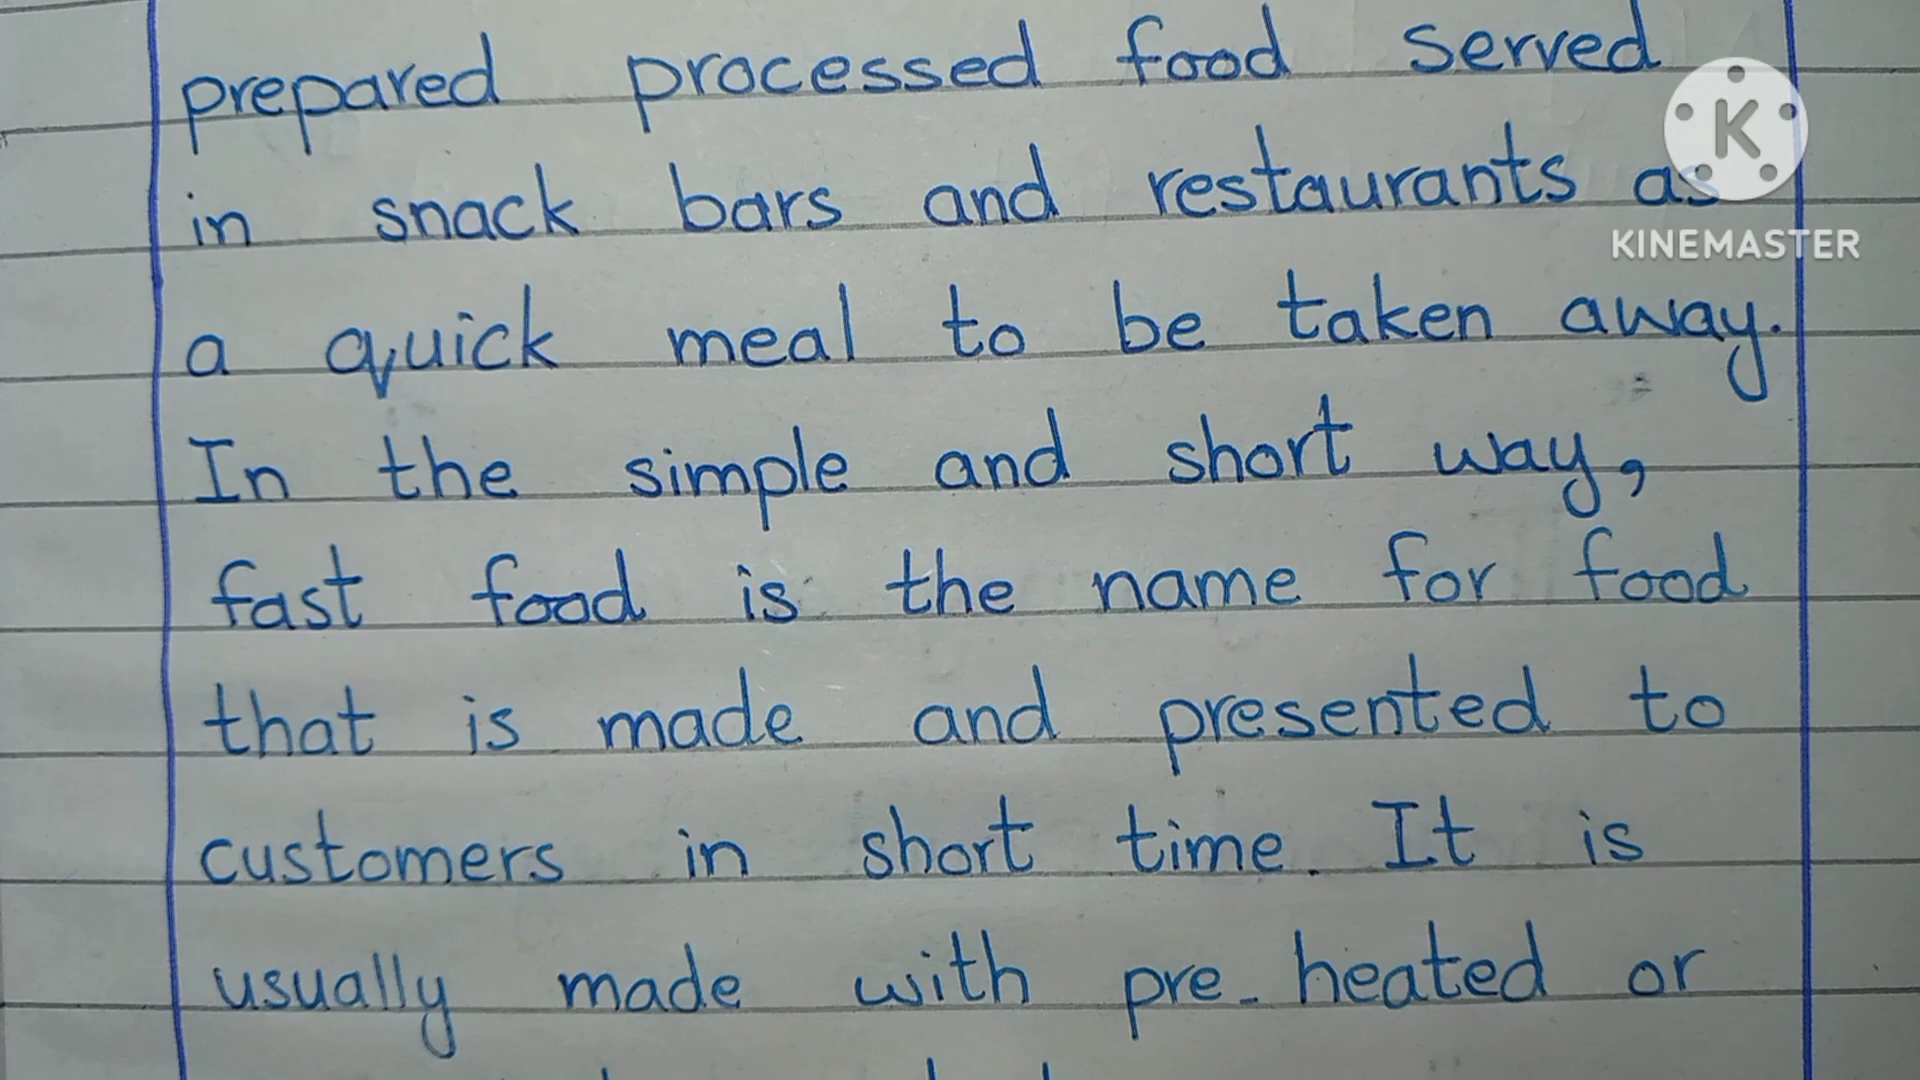 prepared processed food served
in snack bars and restaurants as
KINEMASTER
a quick meal to be taken away.
In the simple and short way,
fast food is the name for food
that is made and presented to
customers in short time. It is
usually made with pre-heated or